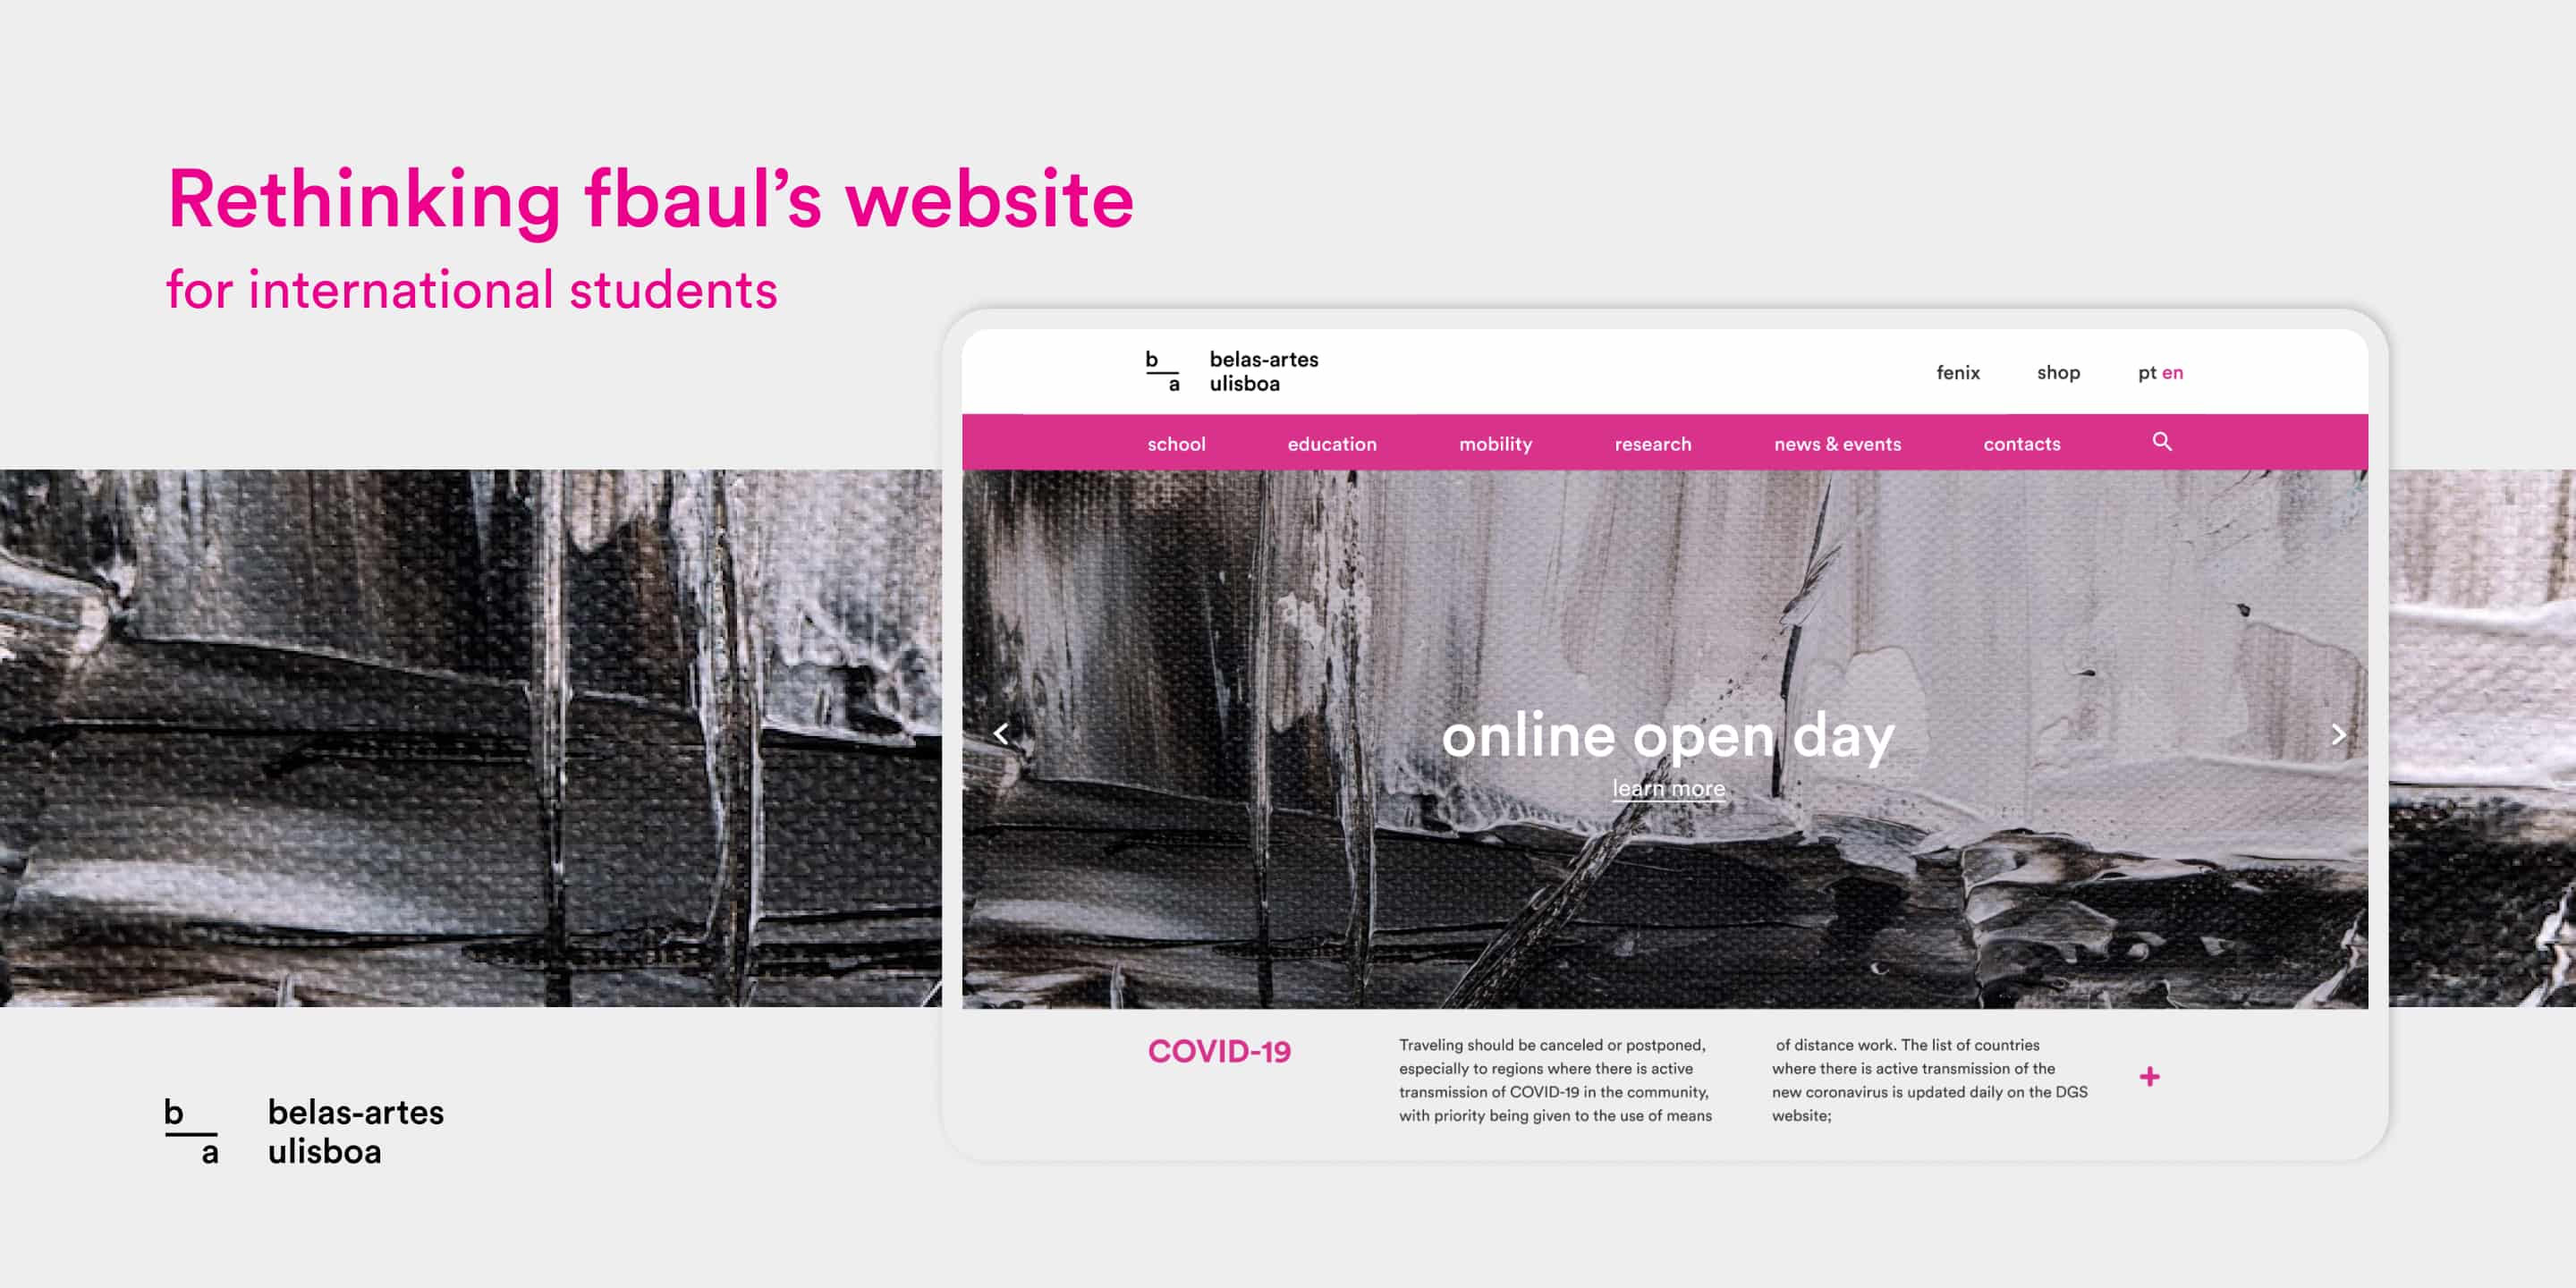 Rethinking fbaul’s website
for international students
b
a
belas-artes
ulisboa
fenix
shop
pt en
school
education
mobility
research
news & events
contacts
online open day
learn more
COVID-19
Traveling should be canceled or postponed,
especially to regions where there is active
transmission of COVID-19 in the community,
with priority being given to the use of means
of distance work. The list of countries
where there is active transmission of the
new coronavirus is updated daily on the DGS
website;
b
a
belas-artes
ulisboa